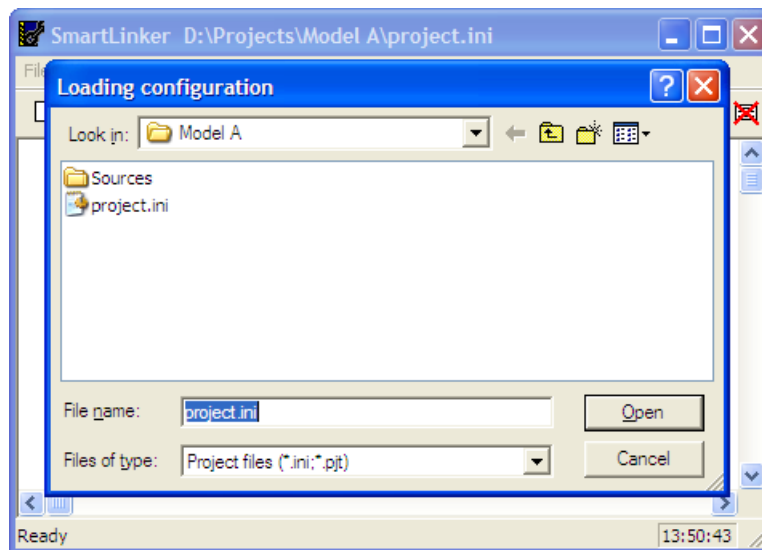 SmartLinker D:\Projects\Model A\project.ini
Loading configuration
Look in: Model A
Sources
project.ini
File name: project.ini Open
Files of type: Project files (*.ini;*.pjt) Cancel
Ready 13:50:43